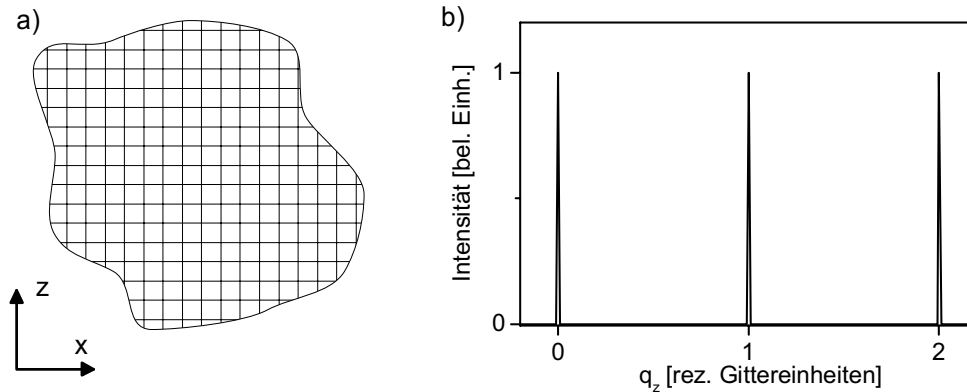 a)
z
x
b)
Intensität [bel. Einh.]
1
0
0 1 2
q_z [rez. Gittereinheiten]